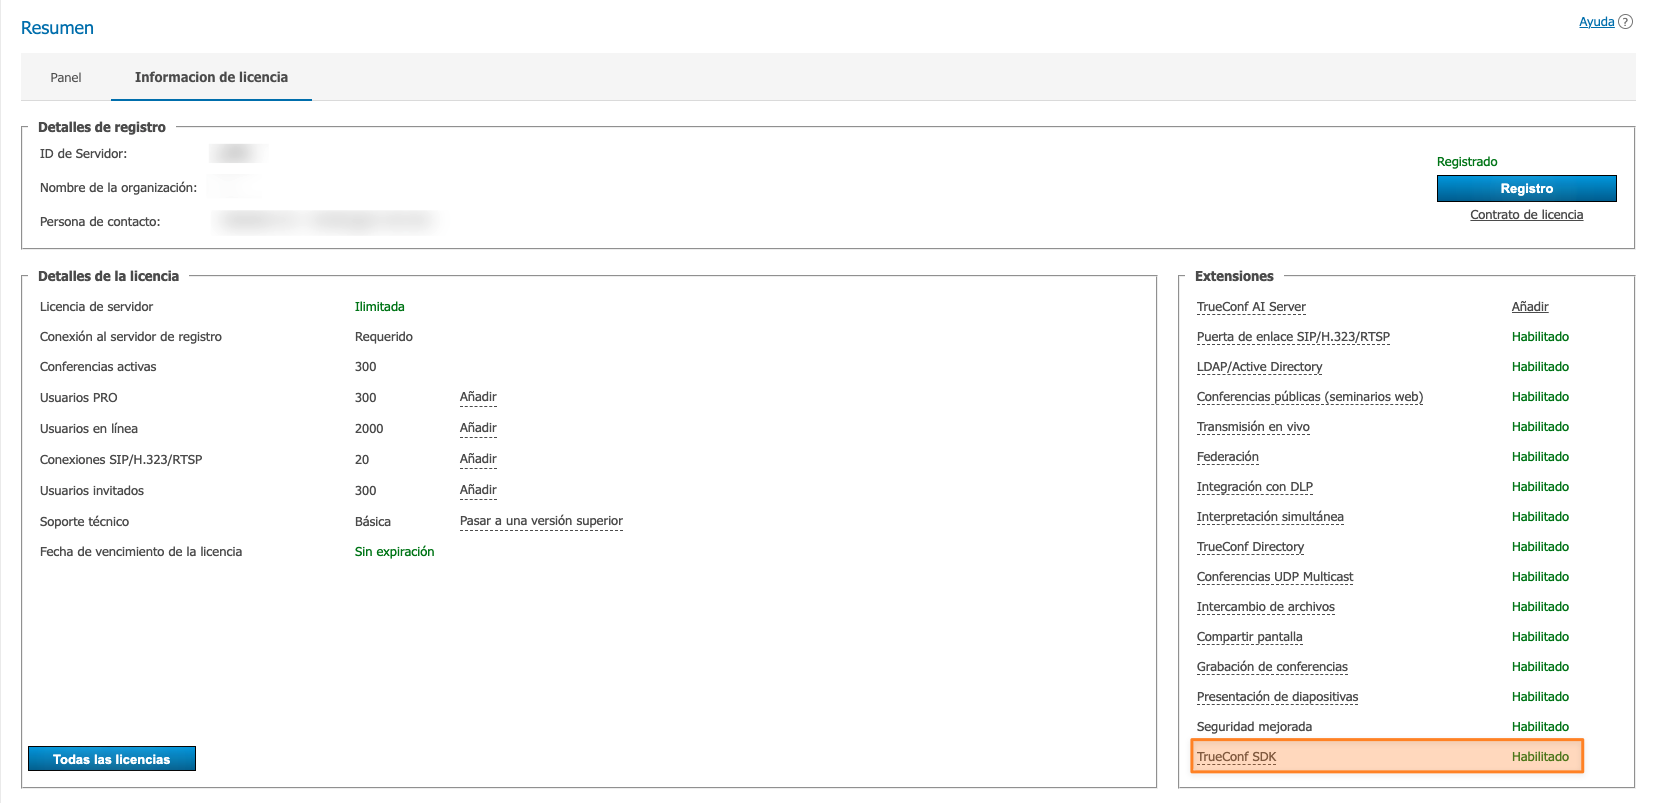 Resumen
Ayuda ?
Panel
Informacion de licencia
Detalles de registro
ID de Servidor:
Nombre de la organización:
Persona de contacto:
Registrado
Registro
Contrato de licencia
Detalles de la licencia
Licencia de servidor Ilimitada
Conexión al servidor de registro Requerido
Conferencias activas 300
Usuarios PRO 300 Añadir
Usuarios en línea 2000 Añadir
Conexiones SIP/H.323/RTSP 20 Añadir
Usuarios invitados 300 Añadir
Soporte técnico Básica Pasar a una versión superior
Fecha de vencimiento de la licencia Sin expiración
Todas las licencias
Extensiones
TrueConf AI Server Añadir
Puerta de enlace SIP/H.323/RTSP Habilitado
LDAP/Active Directory Habilitado
Conferencias públicas (seminarios web) Habilitado
Transmisión en vivo Habilitado
Federación Habilitado
Integración con DLP Habilitado
Interpretación simultánea Habilitado
TrueConf Directory Habilitado
Conferencias UDP Multicast Habilitado
Intercambio de archivos Habilitado
Compartir pantalla Habilitado
Grabación de conferencias Habilitado
Presentación de diapositivas Habilitado
Seguridad mejorada Habilitado
TrueConf SDK Habilitado